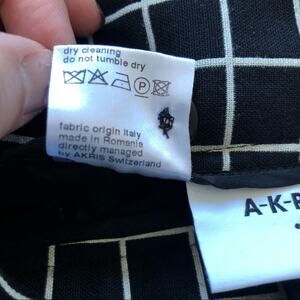 dry cleaning
do not tumble dry
P
fabric origin Italy
made in Romania
directly managed
by AKRIS Switzerland
A-K-